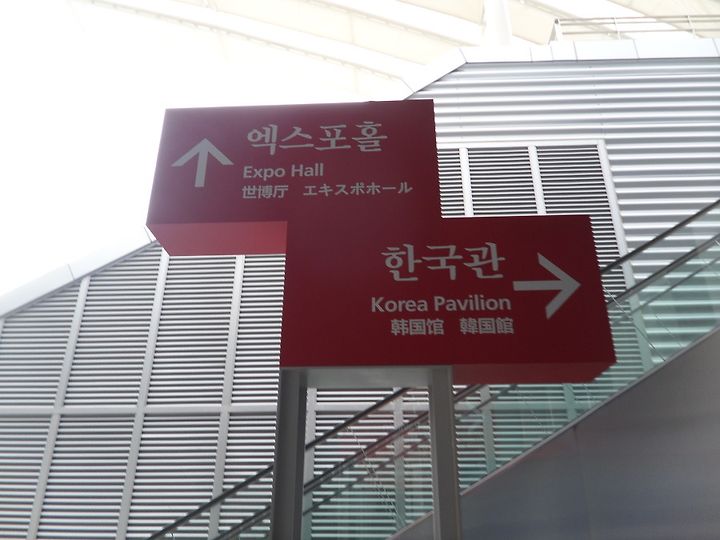 엑스포홀
Expo Hall
世博厅 エキスポホール
한국관
Korea Pavilion
韩国馆 韓国館